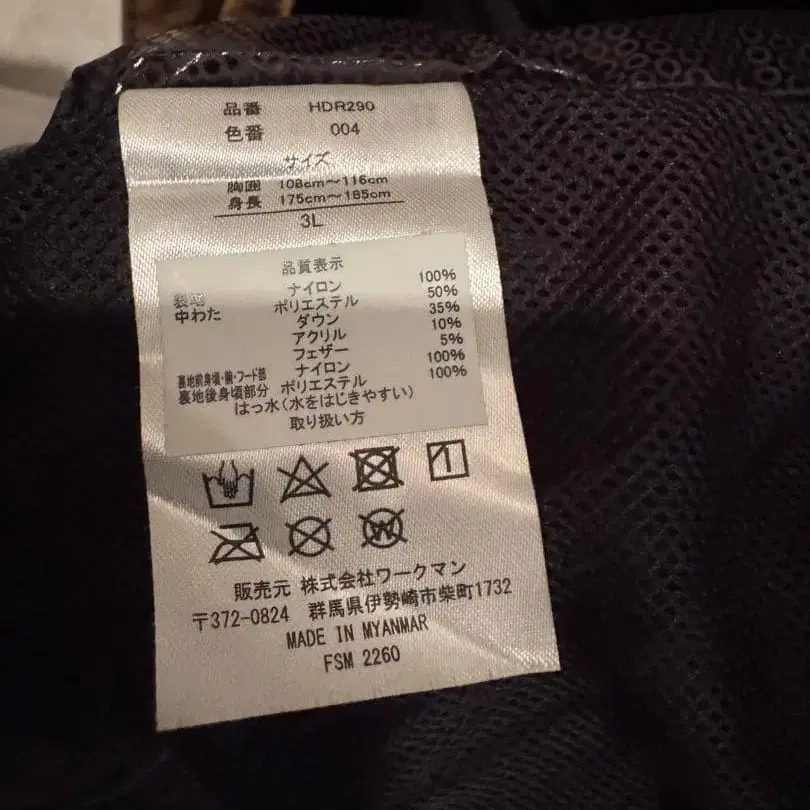 品番 HDR290
色番 004
サイズ
胸囲 108cm～116cm
身長 175cm～185cm
3L
品質表示
表地 ナイロン 100%
中わた ポリエステル 50%
ダウン 35%
アクリル 10%
フェザー 5%
裏地前身頃・袖・フード部 ナイロン 100%
裏地後身頃部分 ポリエステル 100%
はっ水(水をはじきやすい)
取り扱い方
1
W
販売元 株式会社ワークマン
〒372-0824 群馬県伊勢崎市柴町1732
MADE IN MYANMAR
FSM 2260